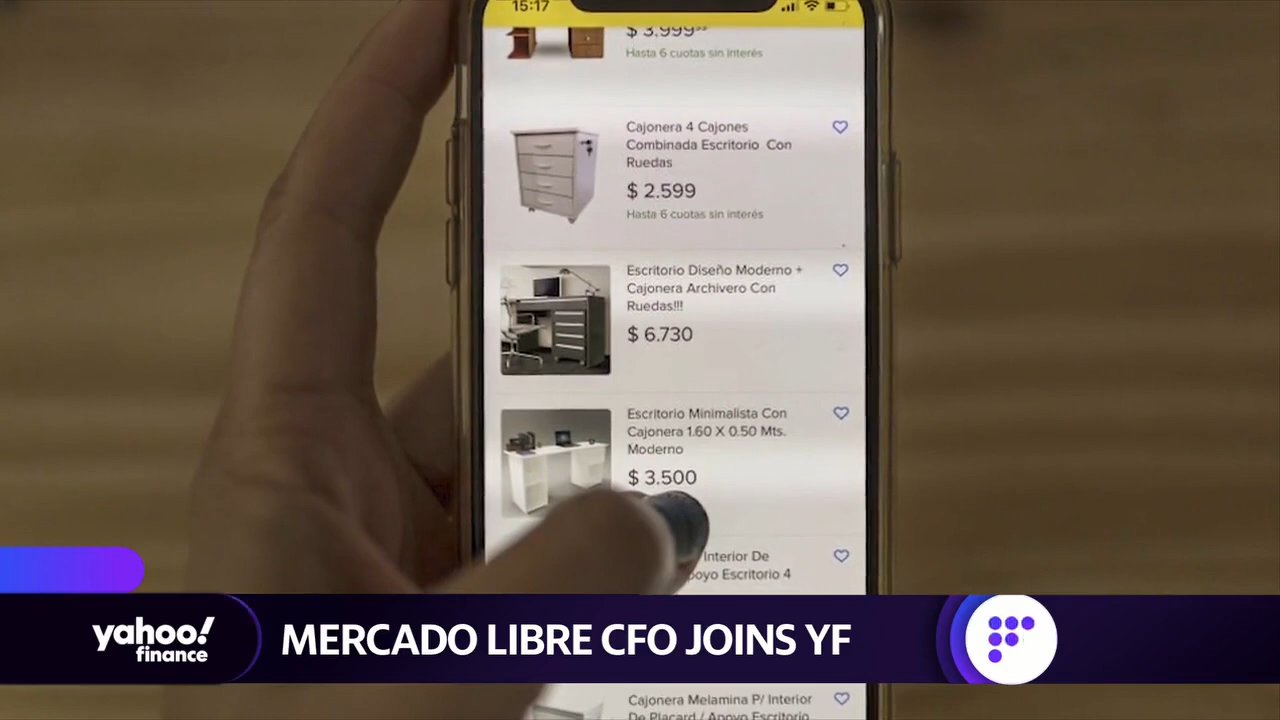 15:17
$ 3.999⁹⁹
Hasta 6 cuotas sin interés
Cajonera 4 Cajones
Combinada Escritorio Con
Ruedas
$ 2.599
Hasta 6 cuotas sin interés
Escritorio Diseño Moderno +
Cajonera Archivero Con
Ruedas!!!
$ 6.730
Escritorio Minimalista Con
Cajonera 1.60 X 0.50 Mts.
Moderno
$ 3.500
Interior De
Escritorio 4
yahoo!
finance
MERCADO LIBRE CFO JOINS YF
Cajonera Melamina P/ Interior
De Placard / Apoyo Escritorio